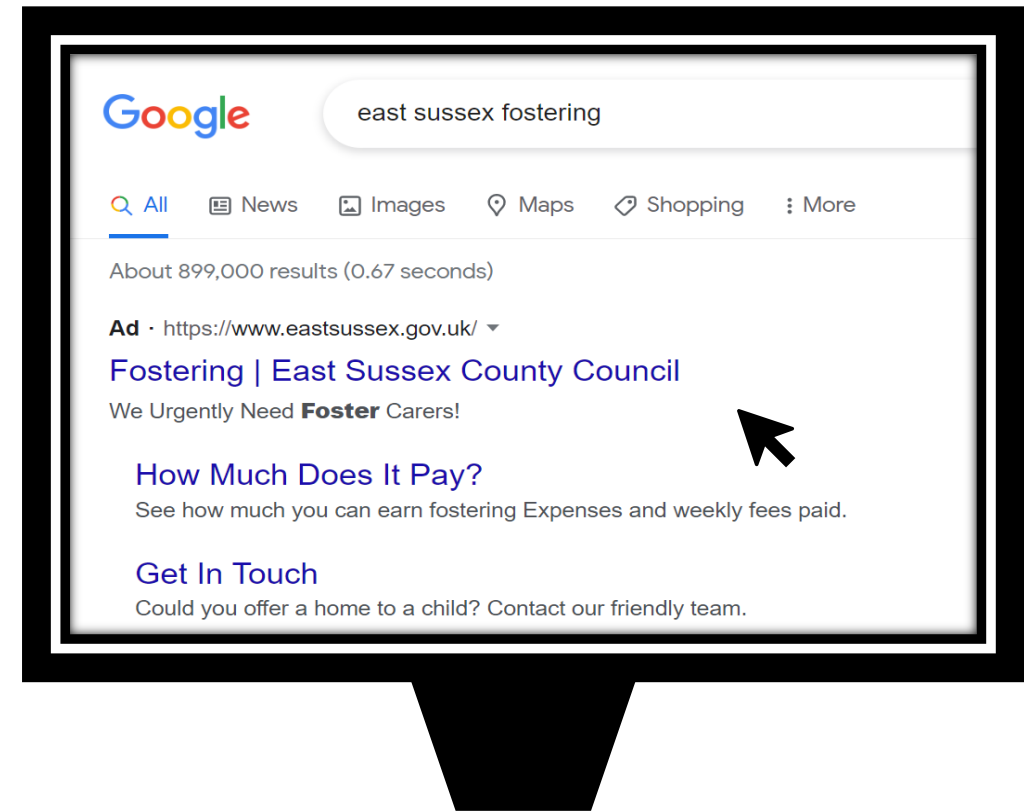 Google
east sussex fostering
All News Images Maps Shopping More
About 899,000 results (0.67 seconds)
Ad · https://www.eastsussex.gov.uk/
Fostering | East Sussex County Council
We Urgently Need Foster Carers!
How Much Does It Pay?
See how much you can earn fostering Expenses and weekly fees paid.
Get In Touch
Could you offer a home to a child? Contact our friendly team.